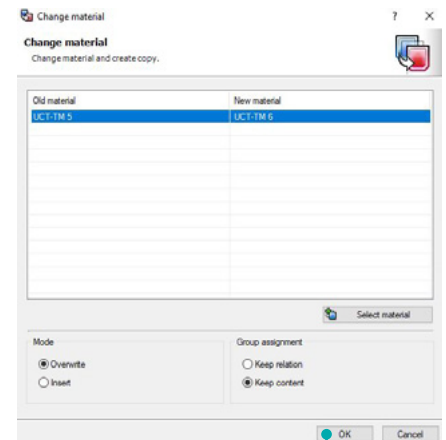 Change material
?
Change material
Change material and create copy.
Old material New material
UCT-TM 5 UCT-TM 6
Select material
Mode Group assignment
Overwrite Keep relation
Insert Keep content
OK Cancel